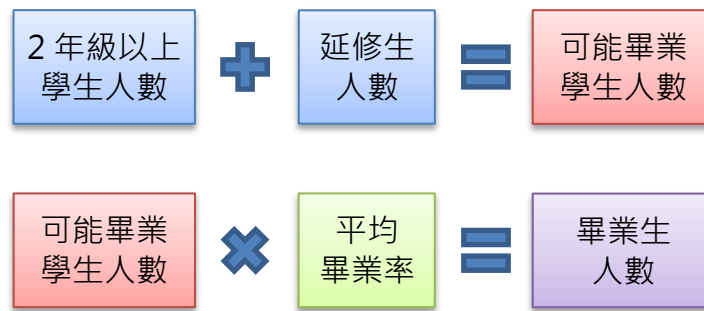 2 年級以上
學生人數
延修生
人數
可能畢業
學生人數
可能畢業
學生人數
平均
畢業率
畢業生
人數